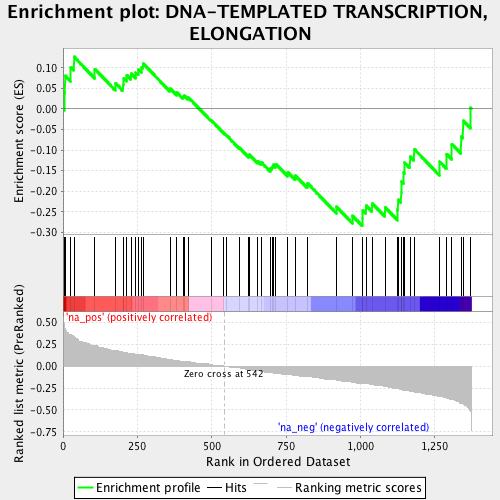 Enrichment plot: DNA-TEMPLATED TRANSCRIPTION,
ELONGATION
Enrichment score (ES)
0.10
0.05
0.00
-0.05
-0.10
-0.15
-0.20
-0.25
-0.30
'na_pos' (positively correlated)
Ranked list metric (PreRanked)
0.50
0.25
0.00
-0.25
-0.50
-0.75
Zero cross at 542
'na_neg' (negatively correlated)
0
250
500
750
1,000
1,250
Rank in Ordered Dataset
Enrichment profile
Hits
Ranking metric scores